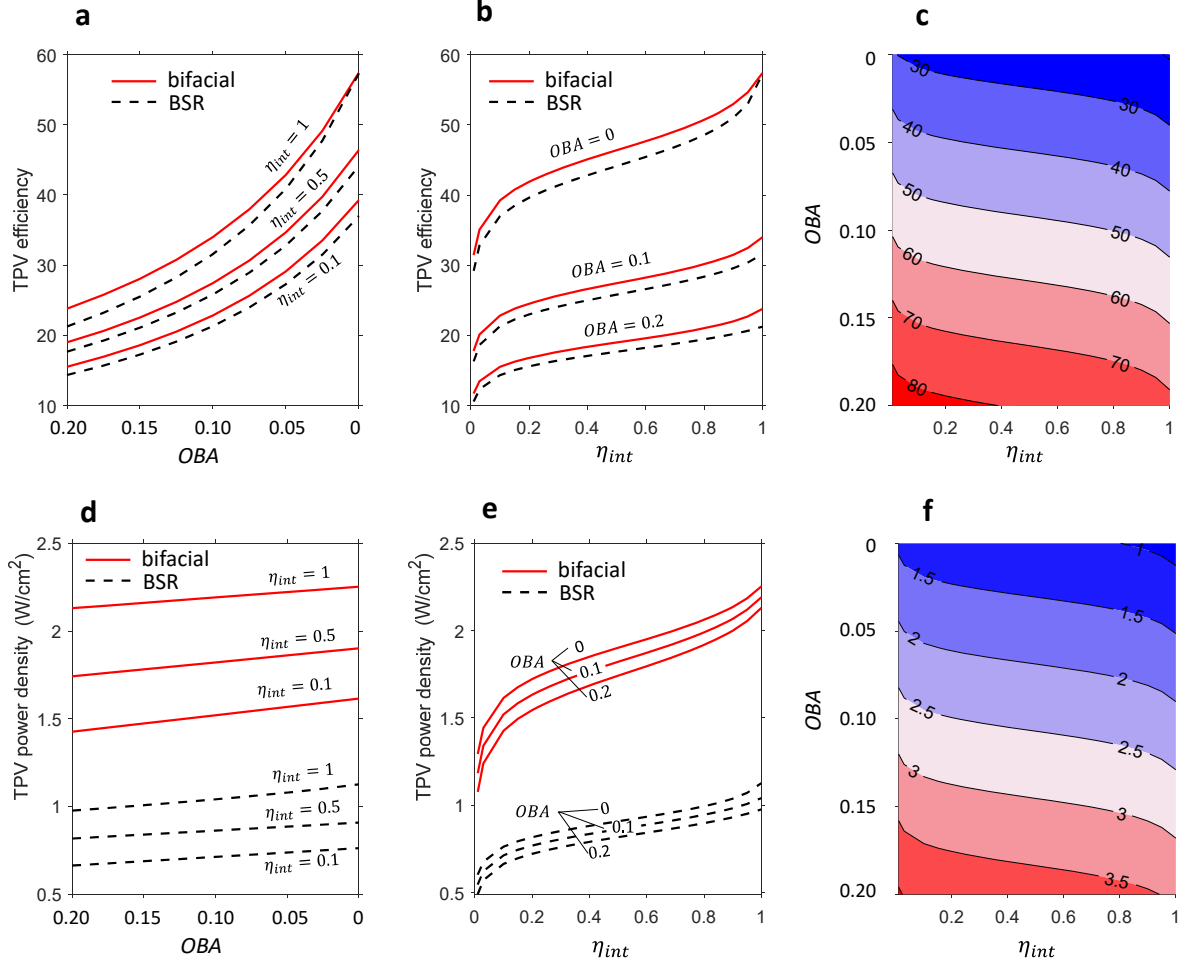 a
60
50
40
30
20
10
TPV efficiency
bifacial
BSR
η_int = 1
η_int = 0.5
η_int = 0.1
0.20
0.15
0.10
0.05
0
OBA
b
60
50
40
30
20
10
TPV efficiency
bifacial
BSR
OBA = 0
OBA = 0.1
OBA = 0.2
0
0.2
0.4
0.6
0.8
1
η_int
c
0
0.05
0.10
0.15
0.20
OBA
30
30
40
40
50
50
60
60
70
70
80
0.2
0.4
0.6
0.8
1
η_int
d
2.5
2
1.5
1
0.5
TPV power density (W/cm²)
bifacial
BSR
η_int = 1
η_int = 0.5
η_int = 0.1
η_int = 1
η_int = 0.5
η_int = 0.1
0.20
0.15
0.10
0.05
0
OBA
e
2.5
2
1.5
1
0.5
TPV power density (W/cm²)
bifacial
BSR
OBA
0
0.1
0.2
OBA
0
0.1
0.2
0
0.2
0.4
0.6
0.8
1
η_int
f
0
0.05
0.10
0.15
0.20
OBA
1
1.5
1.5
2
2
2.5
2.5
3
3
3.5
0.2
0.4
0.6
0.8
1
η_int